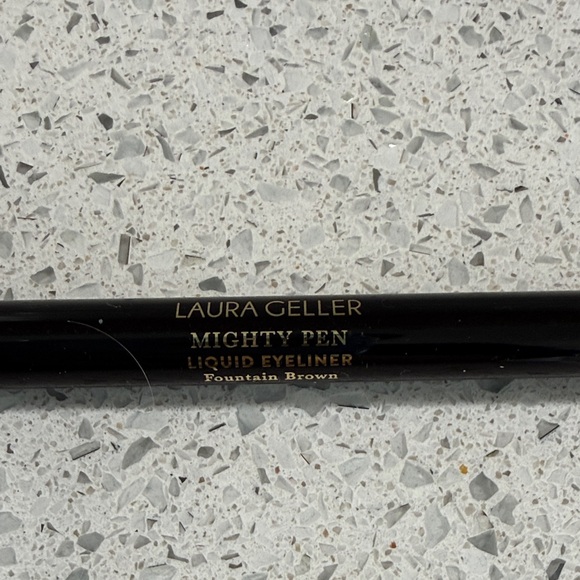 LAURA GELLER
MIGHTY PEN
LIQUID EYELINER
Fountain Brown